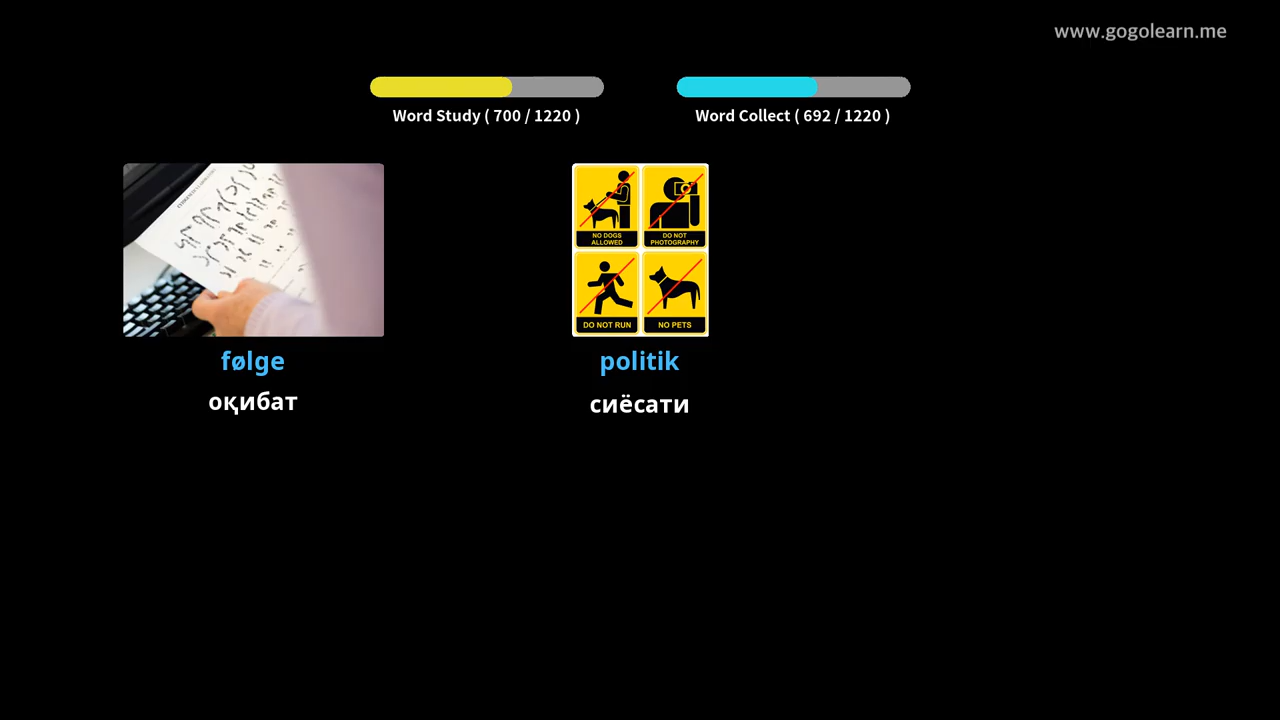 www.gogolearn.me
Word Study ( 700 / 1220 )
Word Collect ( 692 / 1220 )
NO DOGS
ALLOWED
DO NOT
PHOTOGRAPHY
DO NOT RUN
NO PETS
følge
politik
оқибат
сиёсати